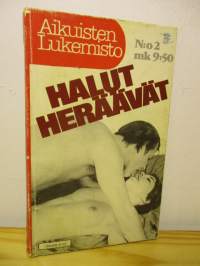 Aikuisten
Lukemisto
N:o 2
mk 9:50
HALUT
HERÄÄVÄT